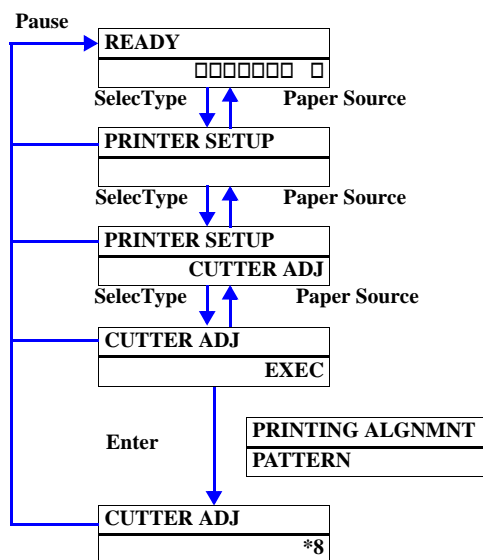 Pause
READY
□□□□□□□ □
SelecType Paper Source
PRINTER SETUP
SelecType Paper Source
PRINTER SETUP
CUTTER ADJ
SelecType Paper Source
CUTTER ADJ
EXEC
Enter
PRINTING ALGNMNT
PATTERN
CUTTER ADJ
*8